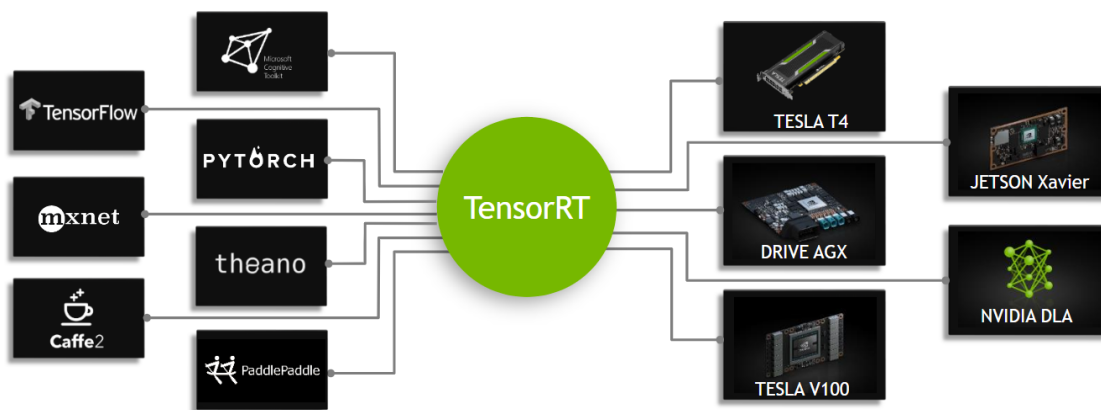 Microsoft
Cognitive
Toolkit
TensorFlow
PYTORCH
mxnet
theano
Caffe2
PaddlePaddle
TensorRT
TESLA T4
JETSON Xavier
DRIVE AGX
NVIDIA DLA
TESLA V100